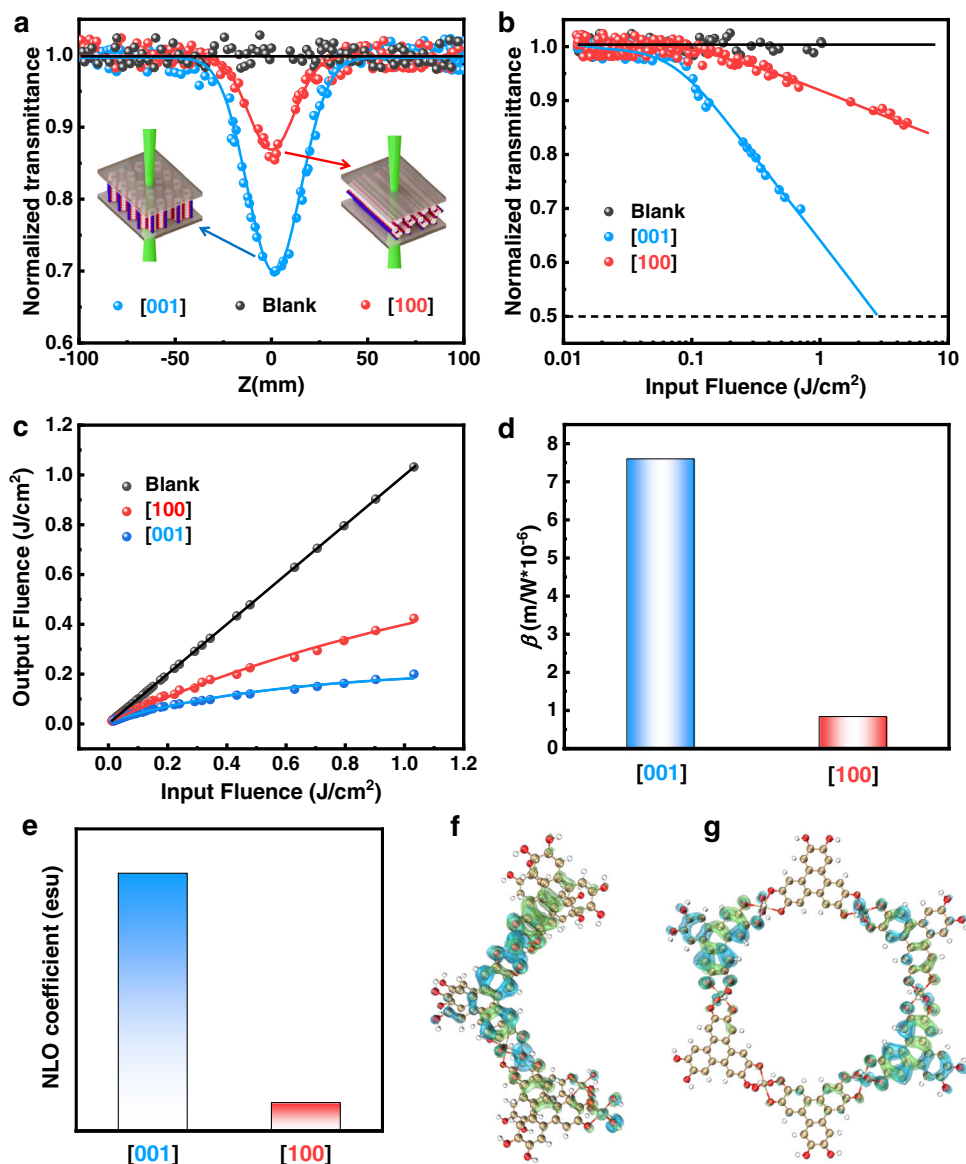 a
Normalized transmittance
1.0
0.9
0.8
0.7
0.6
-100
-50
0
50
100
Z(mm)
[001]
Blank
[100]
b
Normalized transmittance
1.0
0.9
0.8
0.7
0.6
0.5
0.01
0.1
1
10
Input Fluence (J/cm²)
Blank
[001]
[100]
c
Output Fluence (J/cm²)
1.2
1.0
0.8
0.6
0.4
0.2
0.0
0.0
0.2
0.4
0.6
0.8
1.0
1.2
Input Fluence (J/cm²)
Blank
[100]
[001]
d
β (m/W*10⁻⁶)
8
7
6
5
4
3
2
1
0
[001]
[100]
e
NLO coefficient (esu)
[001]
[100]
f
g